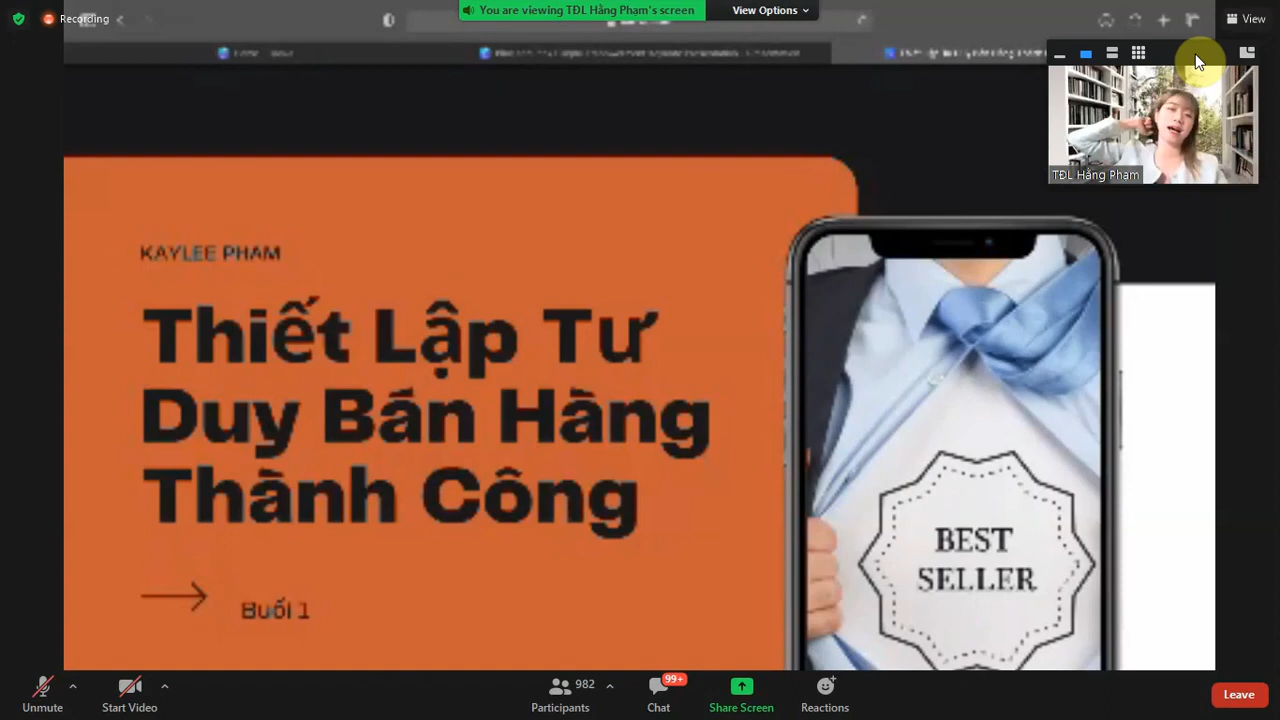 Recording
You are viewing TĐL Hằng Phạm's screen
View Options
View
TĐL Hằng Phạm
KAYLEE PHAM
Thiết Lập Tư
Duy Bán Hàng
Thành Công
Buổi 1
BEST
SELLER
Unmute
Start Video
982
Participants
99+
Chat
Share Screen
Reactions
Leave